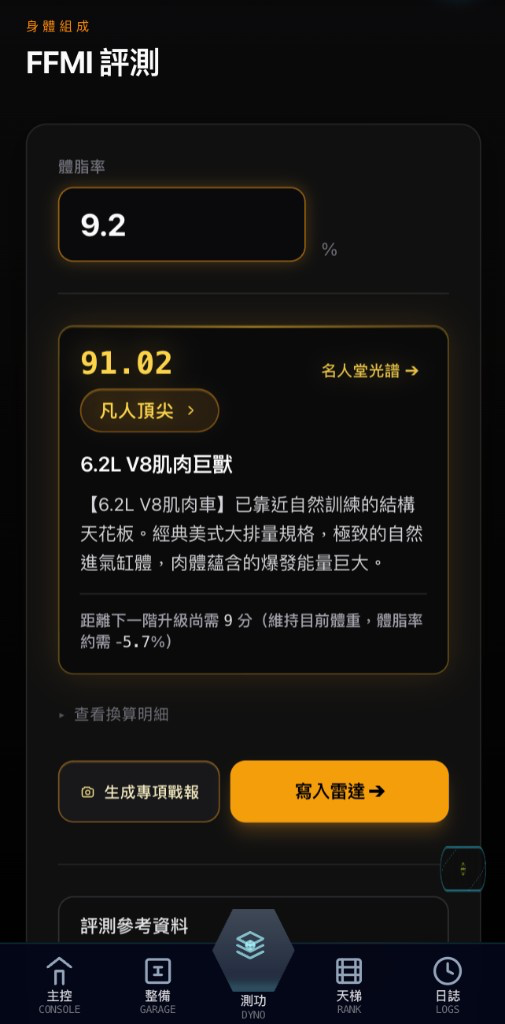 身體組成
FFMI 評測
體脂率
9.2
%
91.02
名人堂光譜 →
凡人頂尖 ›
6.2L V8肌肉巨獸
【6.2L V8肌肉車】已靠近自然訓練的結構
天花板。經典美式大排量規格，極致的自然
進氣缸體，肉體蘊含的爆發能量巨大。
距離下一階升級尚需 9 分（維持目前體重，體脂率
約需 -5.7%）
▸ 查看換算明細
生成專項戰報
寫入雷達 →
評測參考資料
主控
CONSOLE
整備
GARAGE
測功
DYNO
天梯
RANK
日誌
LOGS